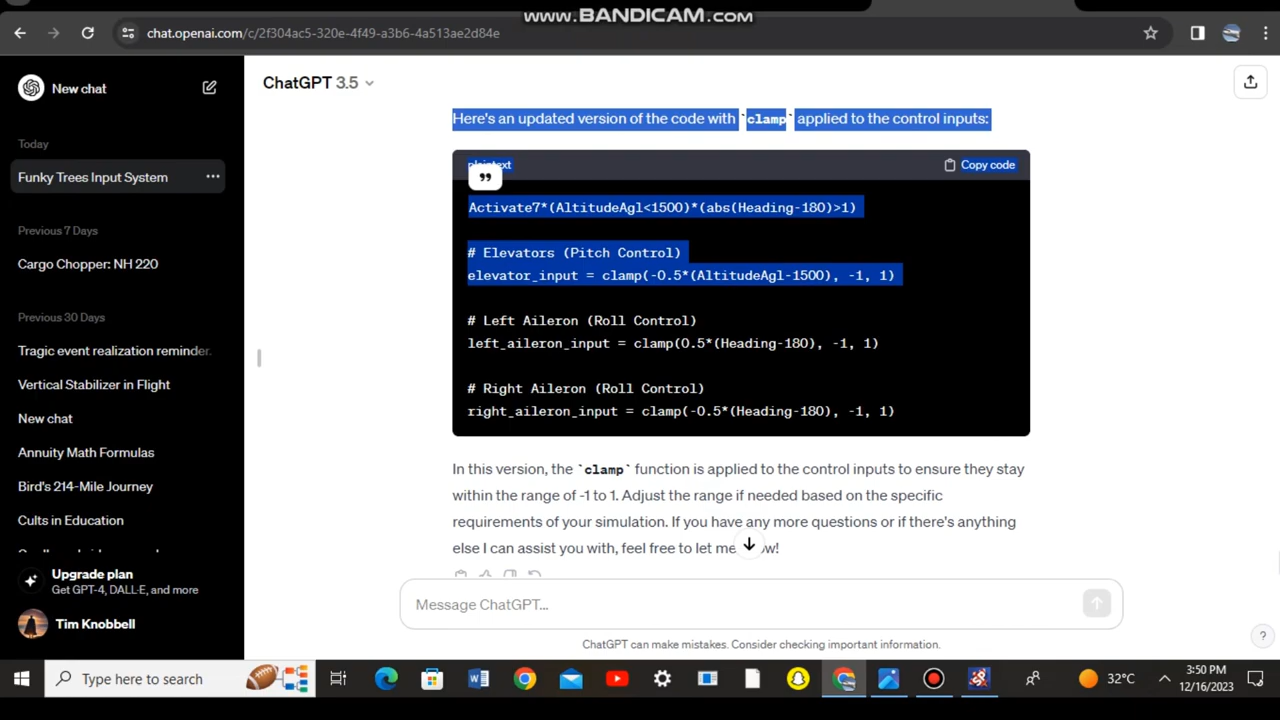 www.BANDICAM.com
chat.openai.com/c/2f304ac5-320e-4f49-a3b6-4a513ae2d84e
New chat
ChatGPT 3.5
Today
Funky Trees Input System
Previous 7 Days
Cargo Chopper: NH 220
Previous 30 Days
Tragic event realization reminder.
Vertical Stabilizer in Flight
New chat
Annuity Math Formulas
Bird's 214-Mile Journey
Cults in Education
Upgrade plan
Get GPT-4, DALL·E, and more
Tim Knobbell
Here's an updated version of the code with `clamp` applied to the control inputs:
plaintext
Copy code
Activate7*(AltitudeAgl<1500)*(abs(Heading-180)>1)
# Elevators (Pitch Control)
elevator_input = clamp(-0.5*(AltitudeAgl-1500), -1, 1)
# Left Aileron (Roll Control)
left_aileron_input = clamp(0.5*(Heading-180), -1, 1)
# Right Aileron (Roll Control)
right_aileron_input = clamp(-0.5*(Heading-180), -1, 1)
In this version, the `clamp` function is applied to the control inputs to ensure they stay
within the range of -1 to 1. Adjust the range if needed based on the specific
requirements of your simulation. If you have any more questions or if there's anything
else I can assist you with, feel free to let me ow!
Message ChatGPT...
ChatGPT can make mistakes. Consider checking important information.
?
Type here to search
32°C
3:50 PM
12/16/2023